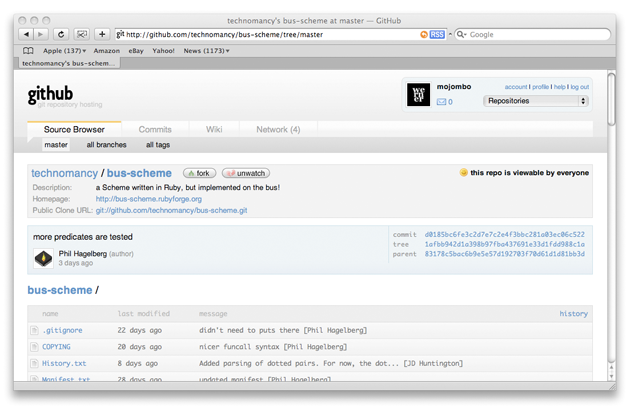 technomancy's bus-scheme at master — GitHub
git http://github.com/technomancy/bus-scheme/tree/master RSS Google
Apple (137) Amazon eBay Yahoo! News (1173)
technomancy's bus-schem...
github
git repository hosting
mojombo account | profile | help | log out
0 Repositories
Source Browser Commits Wiki Network (4)
master all branches all tags
technomancy / bus-scheme fork unwatch this repo is viewable by everyone
Description: a Scheme written in Ruby, but implemented on the bus!
Homepage: http://bus-scheme.rubyforge.org
Public Clone URL: git://github.com/technomancy/bus-scheme.git
more predicates are tested
Phil Hagelberg (author)
3 days ago
commit d0185bc6fe3c2d7e7c2e4f3bbc281a03ec06c522
tree 1afbb942d1a398b97fba437691e33d1fdd988c1a
parent 83178c5bac6b9e5e57d192703f70d61d1d81bb3d
bus-scheme /
name last modified message history
.gitignore 22 days ago didn't need to puts there [Phil Hagelberg]
COPYING 20 days ago nicer funcall syntax [Phil Hagelberg]
History.txt 8 days ago Added parsing of dotted pairs. For now, the dot... [JD Huntington]
Manifest.txt 28 days ago updated manifest [Phil Hagelberg]